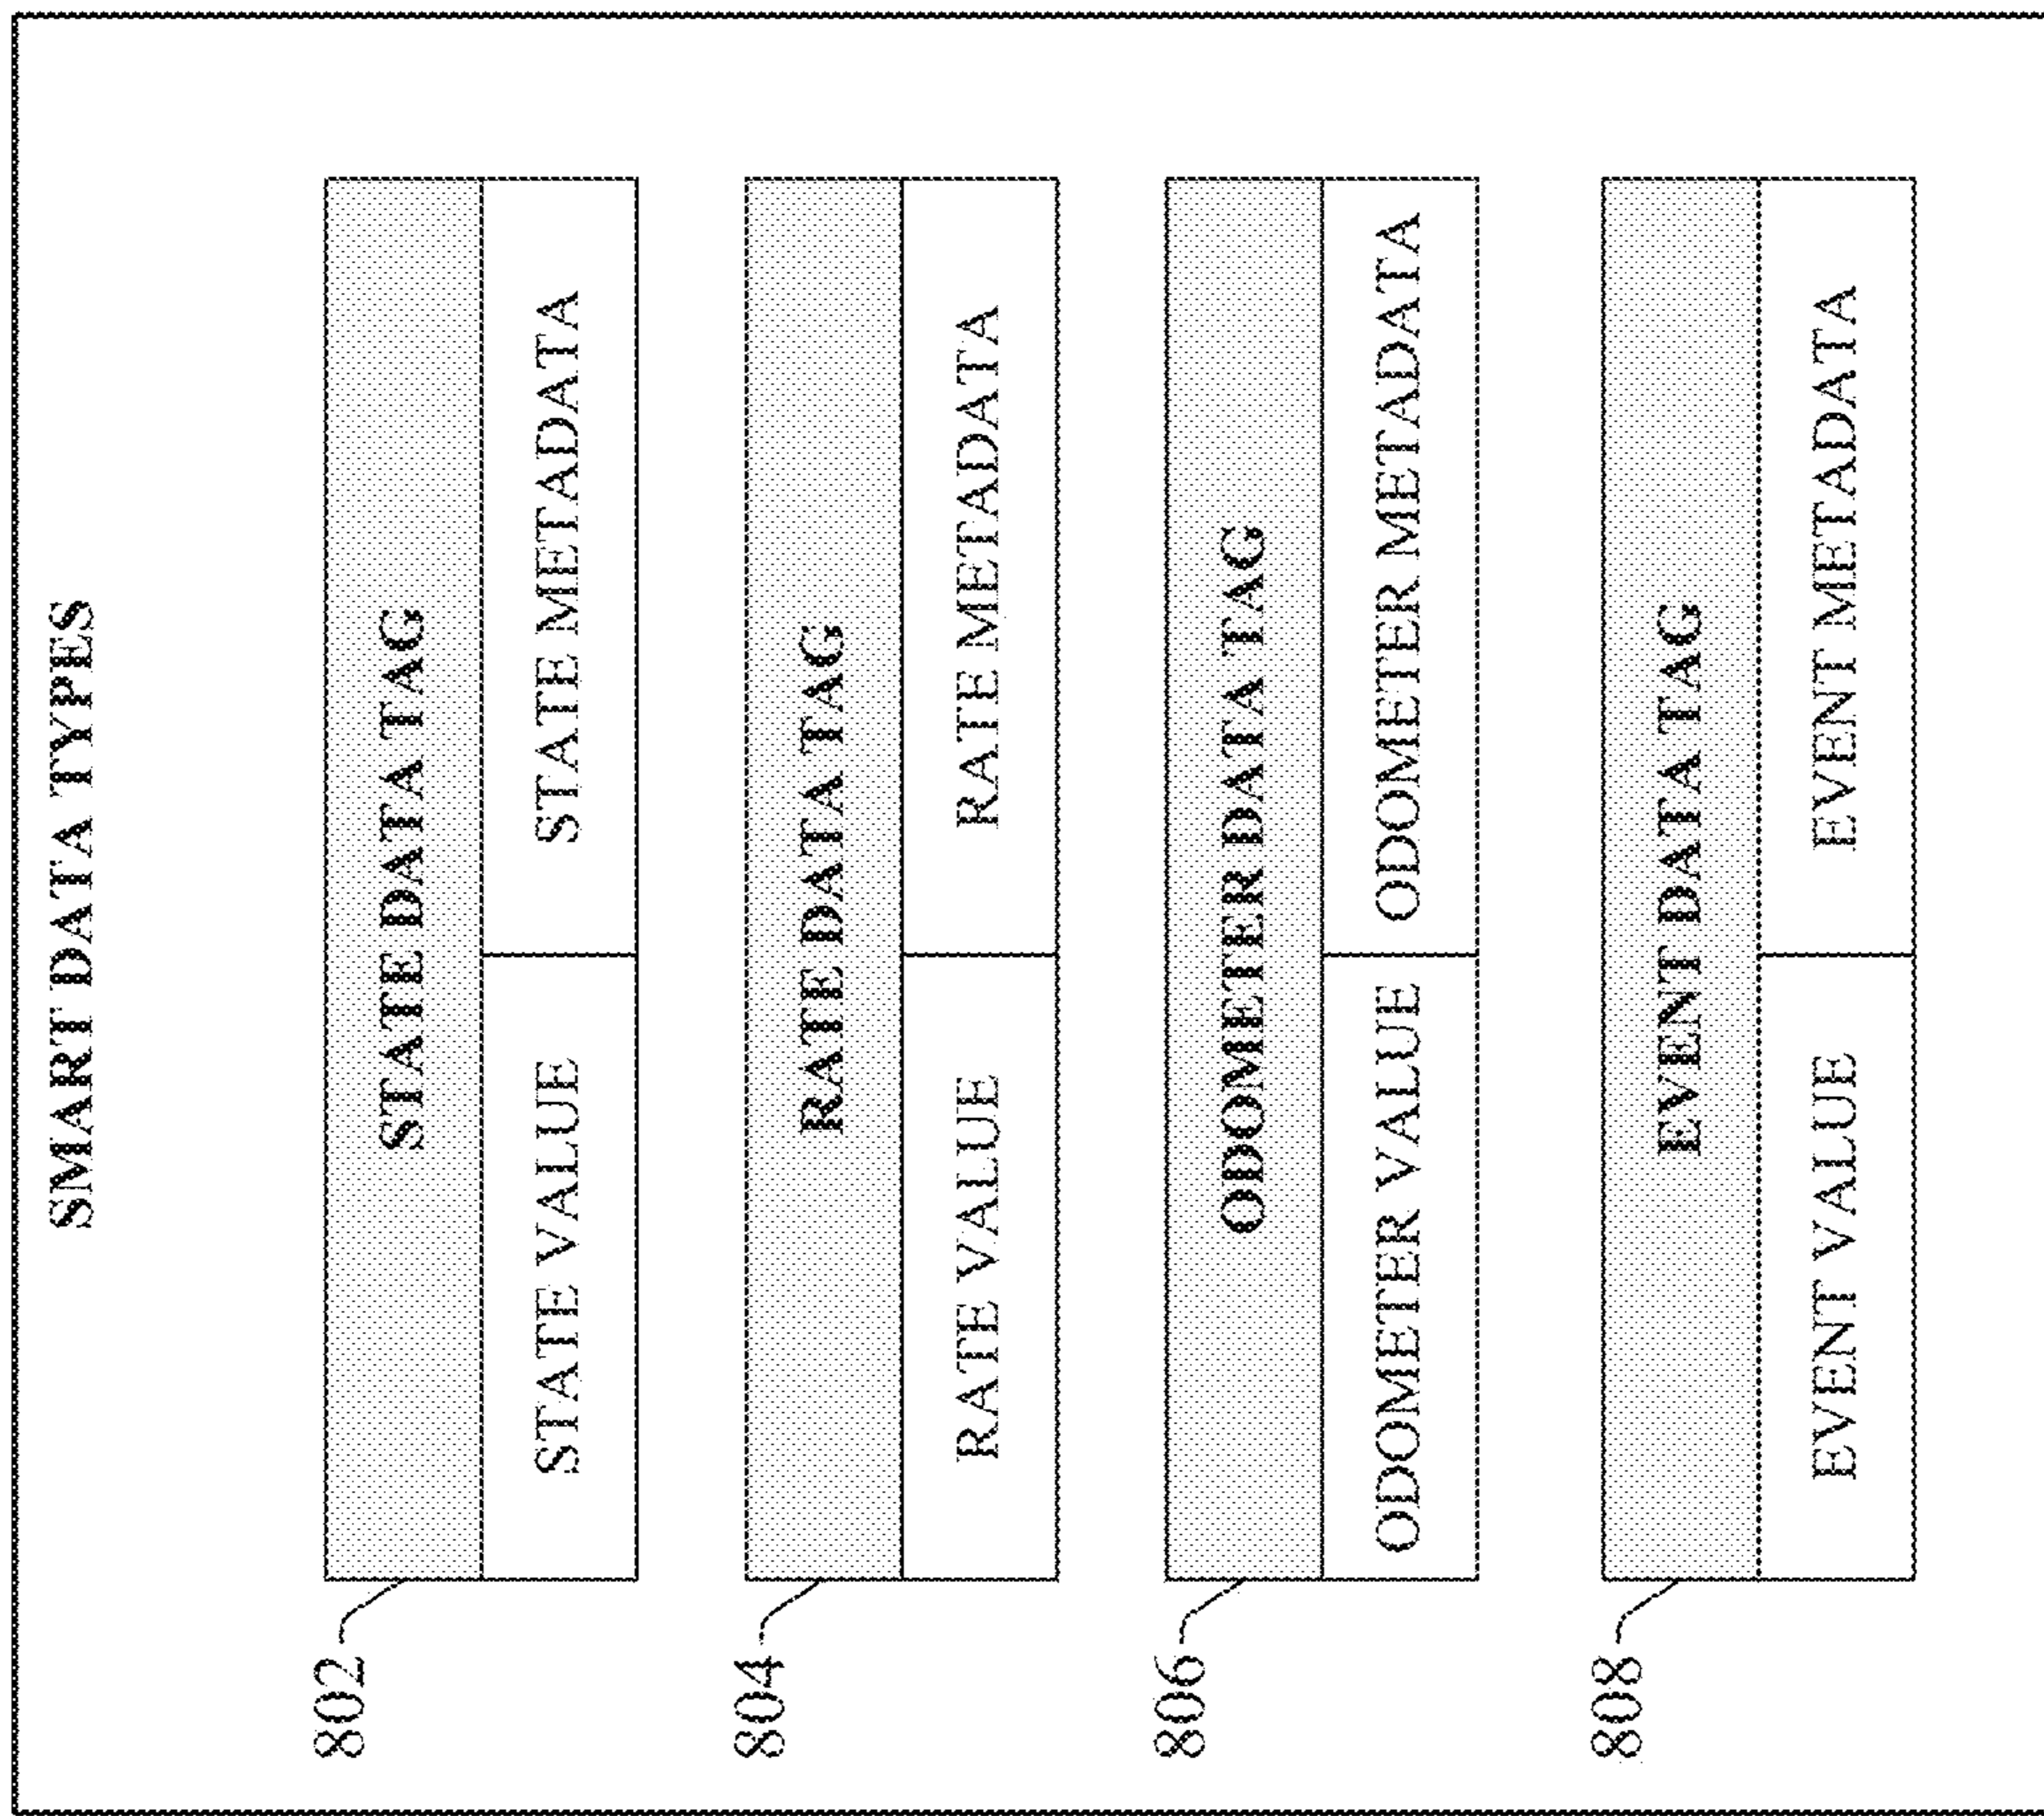 SMART DATA TYPES
802
STATE DATA TAG
STATE VALUE STATE METADATA
804
RATE DATA TAG
RATE VALUE RATE METADATA
806
ODOMETER DATA TAG
ODOMETER VALUE ODOMETER METADATA
808
EVENT DATA TAG
EVENT VALUE EVENT METADATA